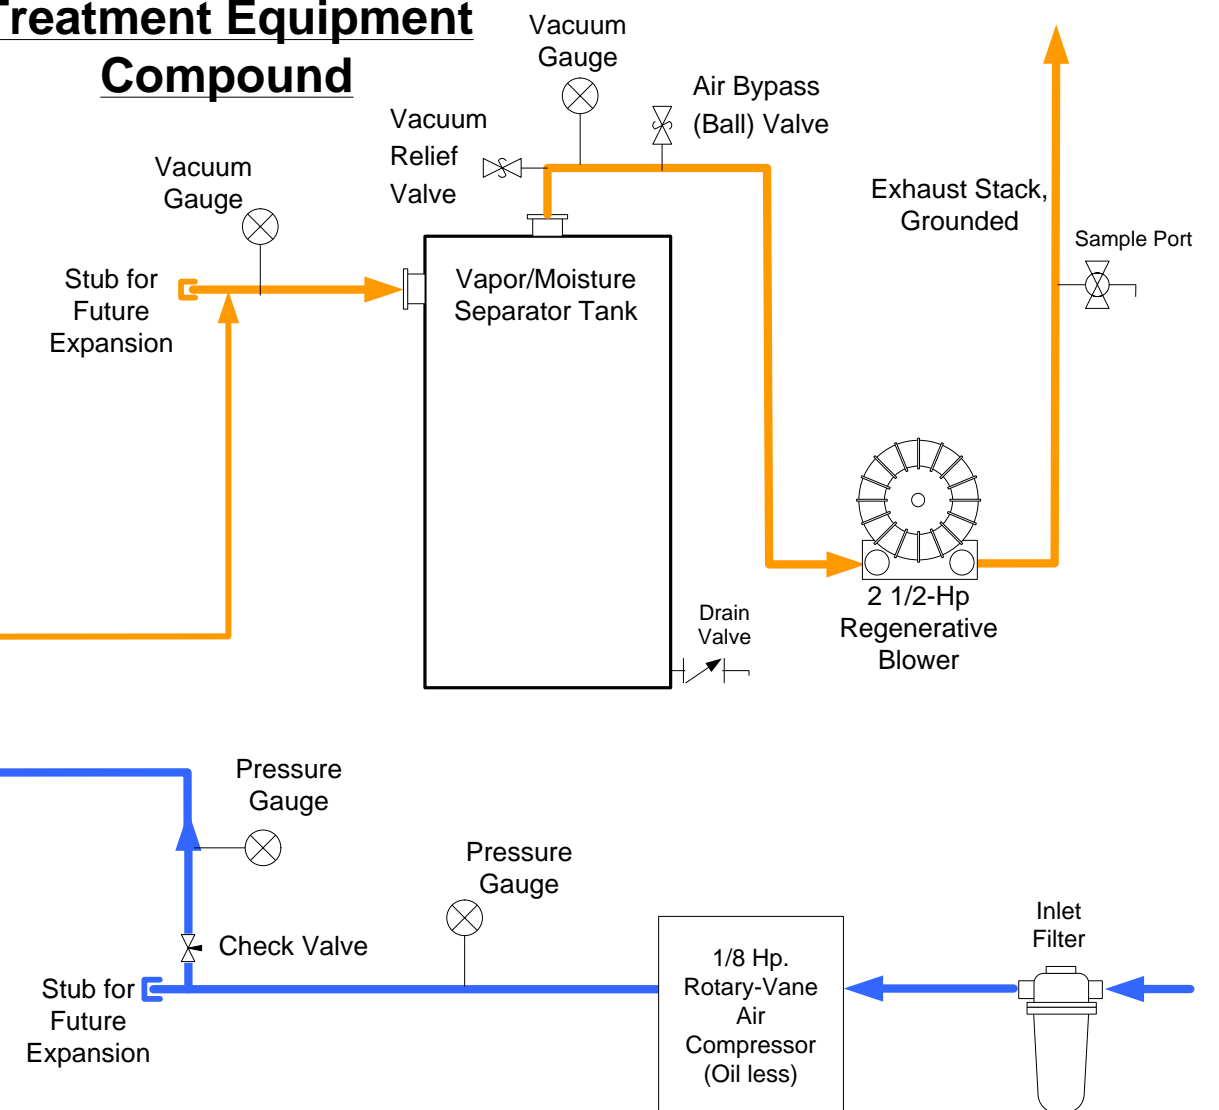 Treatment Equipment
Compound
Vacuum
Gauge
Air Bypass
(Ball) Valve
Vacuum
Relief
Valve
Vacuum
Gauge
Exhaust Stack,
Grounded
Sample Port
Stub for
Future
Expansion
Vapor/Moisture
Separator Tank
Drain
Valve
2 1/2-Hp
Regenerative
Blower
Pressure
Gauge
Pressure
Gauge
Check Valve
Inlet
Filter
1/8 Hp.
Rotary-Vane
Air
Compressor
(Oil less)
Stub for
Future
Expansion